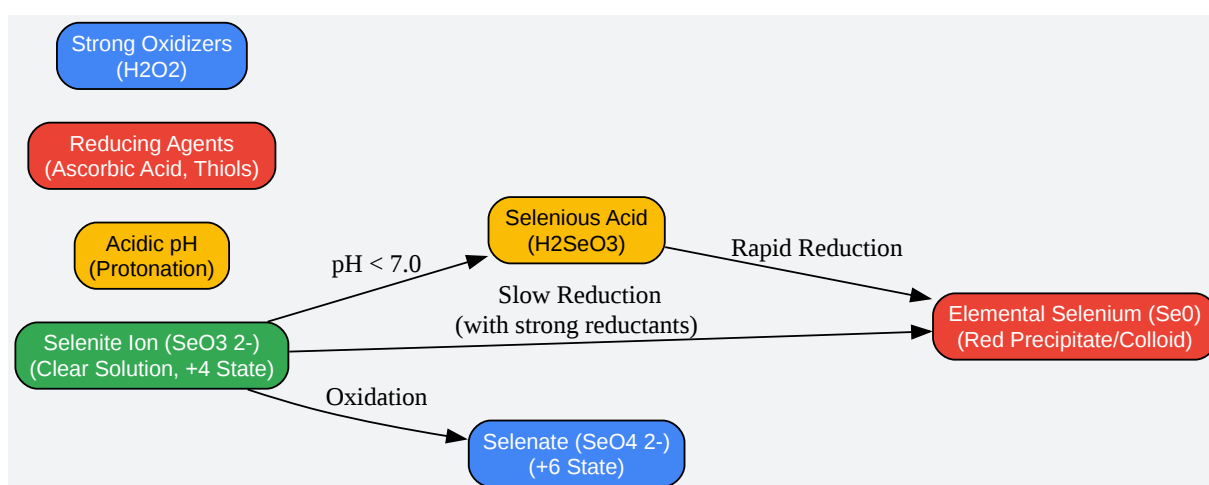 Strong Oxidizers
(H2O2)
Reducing Agents
(Ascorbic Acid, Thiols)
Acidic pH
(Protonation)
Selenite Ion (SeO3 2-)
(Clear Solution, +4 State)
pH < 7.0
Selenious Acid
(H2SeO3)
Rapid Reduction
Slow Reduction
(with strong reductants)
Elemental Selenium (Se0)
(Red Precipitate/Colloid)
Oxidation
Selenate (SeO4 2-)
(+6 State)